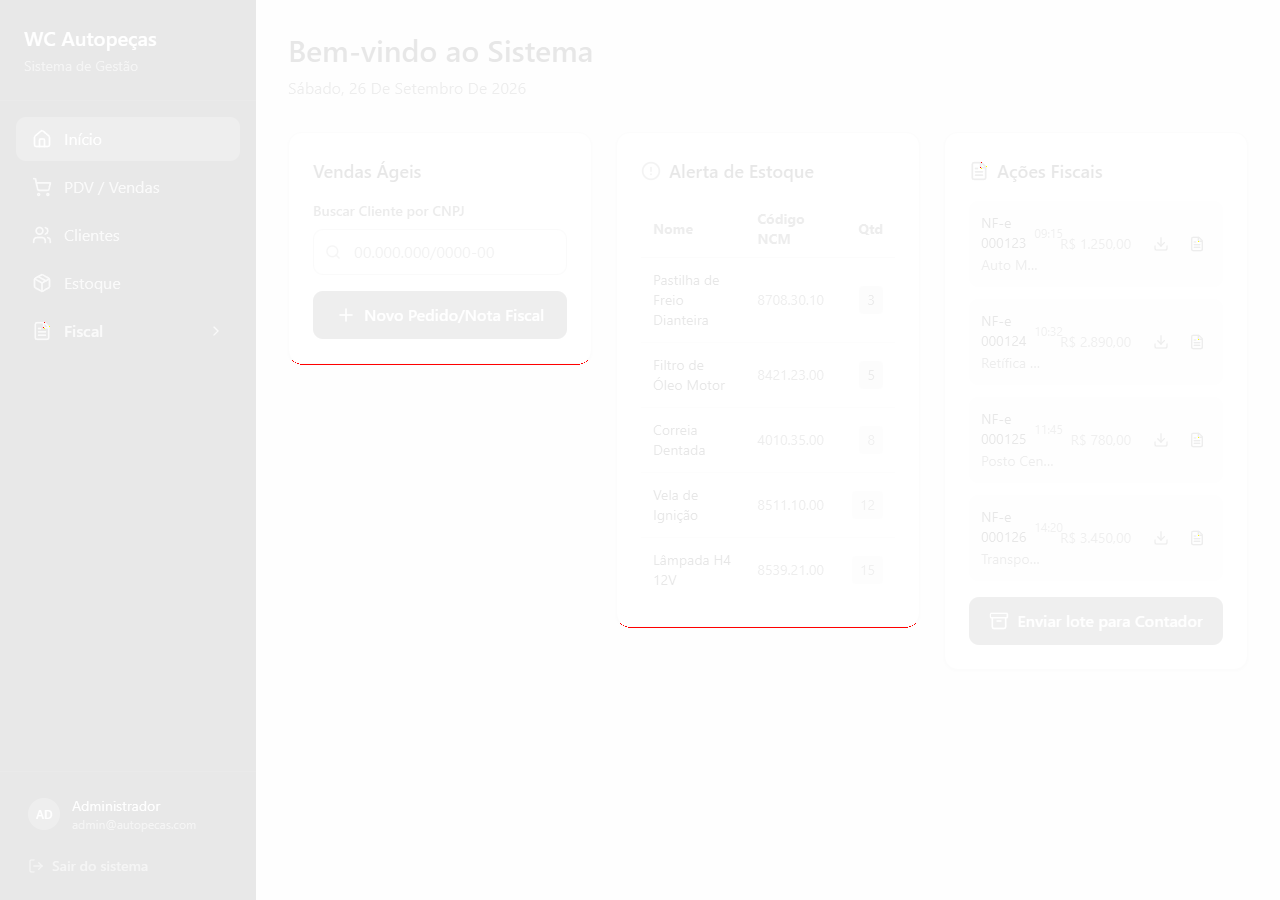 WC Autopeças
Sistema de Gestão
Início
PDV / Vendas
Clientes
Estoque
Fiscal
Administrador
AD
admin@autopecas.com
Sair do sistema
Bem-vindo ao Sistema
Sábado, 26 De Setembro De 2026
Vendas Ágeis
Buscar Cliente por CNPJ
00.000.000/0000-00
Novo Pedido/Nota Fiscal
Alerta de Estoque
Nome Código NCM Qtd
Pastilha de Freio Dianteira 8708.30.10 3
Filtro de Óleo Motor 8421.23.00 5
Correia Dentada 4010.35.00 8
Vela de Ignição 8511.10.00 12
Lâmpada H4 12V 8539.21.00 15
Ações Fiscais
NF-e 000123 09:15 R$ 1.250,00
Auto M...
NF-e 000124 10:32 R$ 2.890,00
Retífica ...
NF-e 000125 11:45 R$ 780,00
Posto Cen...
NF-e 000126 14:20 R$ 3.450,00
Transpo...
Enviar lote para Contador